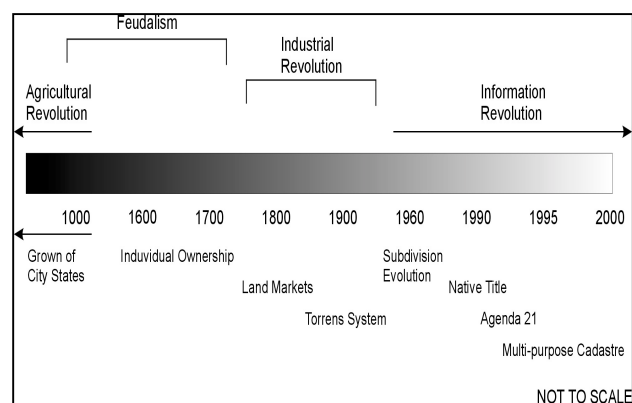 Feudalism
Industrial
Revolution
Agricultural
Revolution
Information
Revolution
1000 1600 1700 1800 1900 1960 1990 1995 2000
Grown of
City States
Induvidual Ownership
Subdivision
Evolution
Land Markets
Native Title
Torrens System
Agenda 21
Multi-purpose Cadastre
NOT TO SCALE